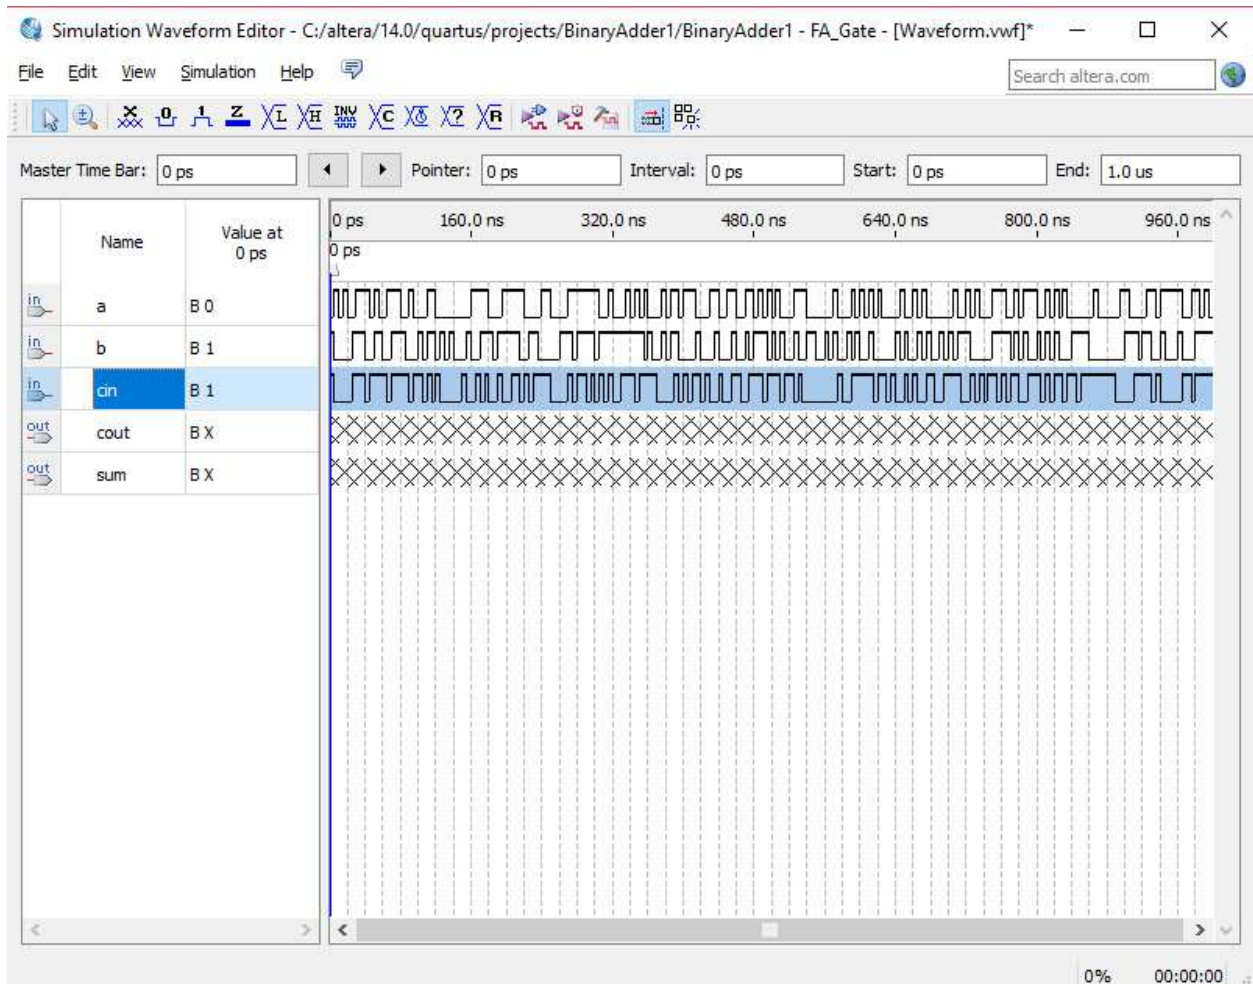 Simulation Waveform Editor - C:/altera/14.0/quartus/projects/BinaryAdder1/BinaryAdder1 - FA_Gate - [Waveform.vwf]*
File Edit View Simulation Help
Search altera.com
X 0 1 Z L H INV C ? R
Master Time Bar: 0 ps Pointer: 0 ps Interval: 0 ps Start: 0 ps End: 1.0 us
Name Value at 0 ps
0 ps 160.0 ns 320.0 ns 480.0 ns 640.0 ns 800.0 ns 960.0 ns
0 ps
in a B 0
in b B 1
in cin B 1
out cout B X
out sum B X
0% 00:00:00